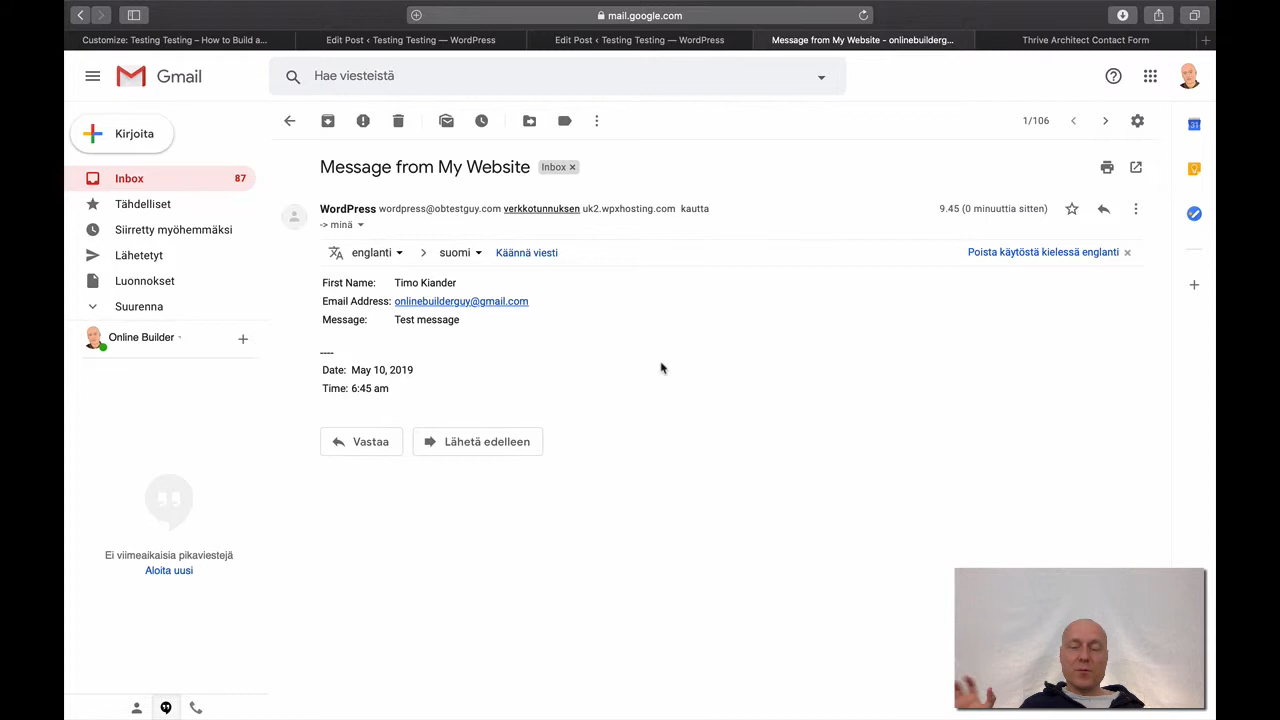 mail.google.com
Customize: Testing Testing – How to Build a...
Edit Post ‹ Testing Testing — WordPress
Edit Post ‹ Testing Testing — WordPress
Message from My Website - onlinebuilderg...
Thrive Architect Contact Form
Gmail
Hae viesteistä
Kirjoita
1/106
Inbox 87
Tähdelliset
Siirretty myöhemmäksi
Lähetetyt
Luonnokset
Suurenna
Online Builder
Ei viimeaikaisia pikaviestejä
Aloita uusi
Message from My Website Inbox ×
WordPress wordpress@obtestguy.com verkkotunnuksen uk2.wpxhosting.com kautta
9.45 (0 minuuttia sitten)
-> minä
englanti > suomi Käännä viesti
Poista käytöstä kielessä englanti ×
First Name: Timo Kiander
Email Address: onlinebuilderguy@gmail.com
Message: Test message
----
Date: May 10, 2019
Time: 6:45 am
Vastaa
Lähetä edelleen
31